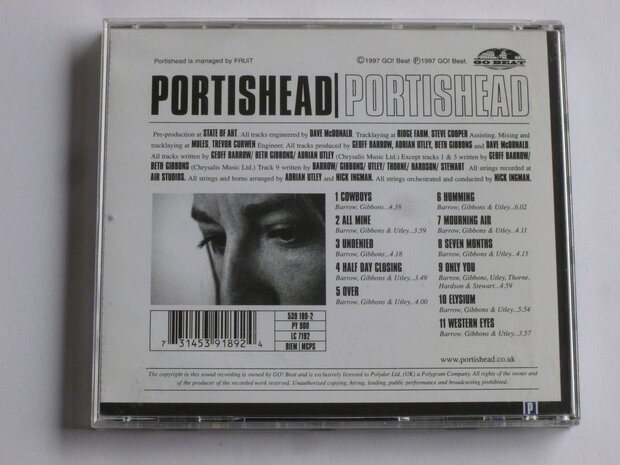 Portishead is managed by FRUiT
©1997 GO! Beat ℗1997 GO! Beat.
GO BEAT
PORTISHEAD PORTISHEAD
Pre-production at STATE OF ART. All tracks engineered by DAVE McDONALD. Tracklaying at RIDGE FARM, STEVE COOPER Assisting. Mixing and
tracklaying at MOLES, TREVOR CURWEN Engineer. All tracks produced by GEOFF BARROW, ADRIAN UTLEY, BETH GIBBONS and DAVE McDONALD.
All tracks written by GEOFF BARROW/ BETH GIBBONS/ ADRIAN UTLEY (Chrysalis Music Ltd.) Except tracks 1 & 3 written by GEOFF BARROW/
BETH GIBBONS (Chrysalis Music Ltd.) Track 9 written by BARROW/ GIBBONS/ UTLEY/ THORNE/ HARDSON/ STEWART All strings recorded at
AIR STUDIOS. All strings and horns arranged by ADRIAN UTLEY and NICK INGMAN. All strings orchestrated and conducted by NICK INGMAN.
1 COWBOYS
Barrow, Gibbons...4.38
2 ALL MINE
Barrow, Gibbons & Utley...3.59
3 UNDENIED
Barrow, Gibbons...4.18
4 HALF DAY CLOSING
Barrow, Gibbons & Utley...3.49
5 OVER
Barrow, Gibbons & Utley...4.00
6 HUMMING
Barrow, Gibbons & Utley...6.02
7 MOURNING AIR
Barrow, Gibbons & Utley...4.11
8 SEVEN MONTHS
Barrow, Gibbons & Utley...4.15
9 ONLY YOU
Barrow, Gibbons, Utley, Thorne,
Hardson & Stewart...4.59
10 ELYSIUM
Barrow, Gibbons & Utley...5.54
11 WESTERN EYES
Barrow, Gibbons & Utley...3.57
539 189-2
PY 900
LC 7192
BIEM MCPS
7 31453 91892 4
www.portishead.co.uk
The copyright in this sound recording is owned by GO! Beat and is exclusively licensed to Polydor Ltd. (UK) a Polygram Company. All rights of the owner and
of the producer of the recorded work reserved. Unauthorised copying, hiring, lending, public performance and broadcasting prohibited.
P